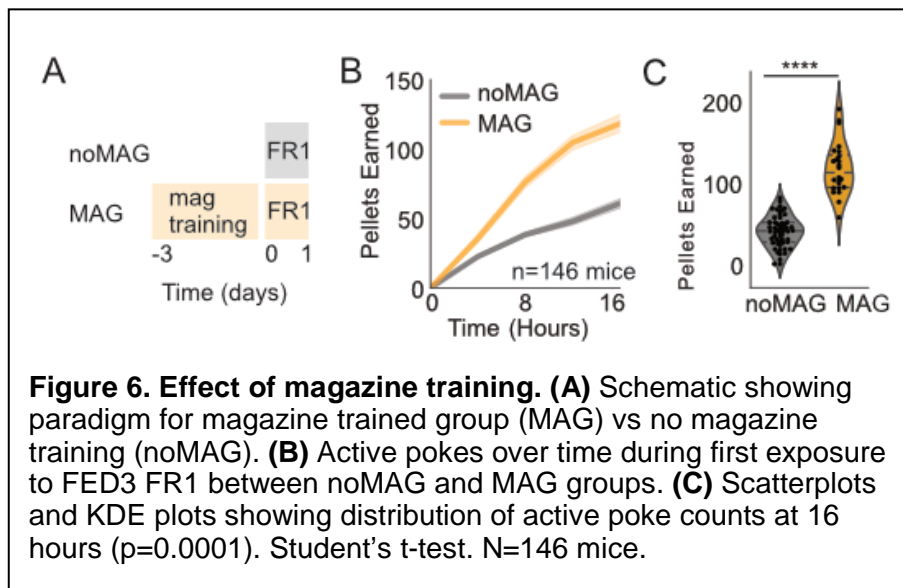 A
noMAG
FR1
MAG
mag
training
FR1
-3
0
1
Time (days)
B
150
100
50
0
Pellets Earned
noMAG
MAG
n=146 mice
0
8
16
Time (Hours)
C
****
200
100
0
Pellets Earned
noMAG MAG
Figure 6. Effect of magazine training. (A) Schematic showing
paradigm for magazine trained group (MAG) vs no magazine
training (noMAG). (B) Active pokes over time during first exposure
to FED3 FR1 between noMAG and MAG groups. (C) Scatterplots
and KDE plots showing distribution of active poke counts at 16
hours (p=0.0001). Student's t-test. N=146 mice.